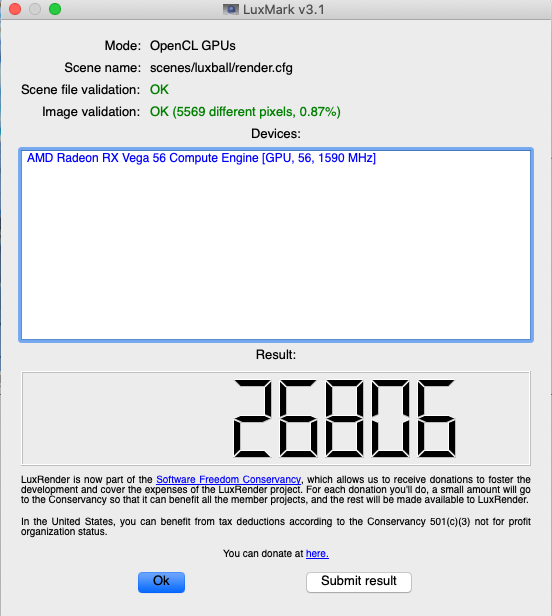 LuxMark v3.1
Mode: OpenCL GPUs
Scene name: scenes/luxball/render.cfg
Scene file validation: OK
Image validation: OK (5569 different pixels, 0.87%)
Devices:
AMD Radeon RX Vega 56 Compute Engine [GPU, 56, 1590 MHz]
Result:
26806
LuxRender is now part of the Software Freedom Conservancy, which allows us to receive donations to foster the
development and cover the expenses of the LuxRender project. For each donation you'll do, a small amount will go
to the Conservancy so that it can benefit all the member projects, and the rest will be made available to LuxRender.
In the United States, you can benefit from tax deductions according to the Conservancy 501(c)(3) not for profit
organization status.
You can donate at here.
Ok Submit result